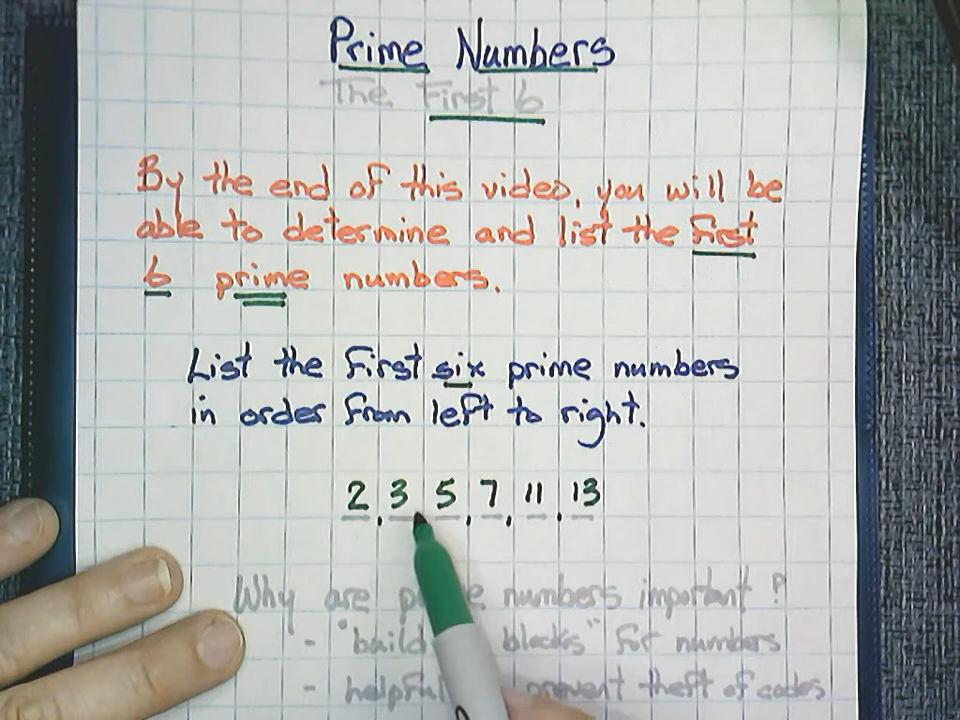 Prime Numbers
The First 6
By the end of this video, you will be
able to determine and list the first
6 prime numbers.
List the first six prime numbers
in order from left to right.
2, 3 5, 7, 11, 13
Why are numbers important?
- "build blocks" for numbers
- helpful prevent theft of codes